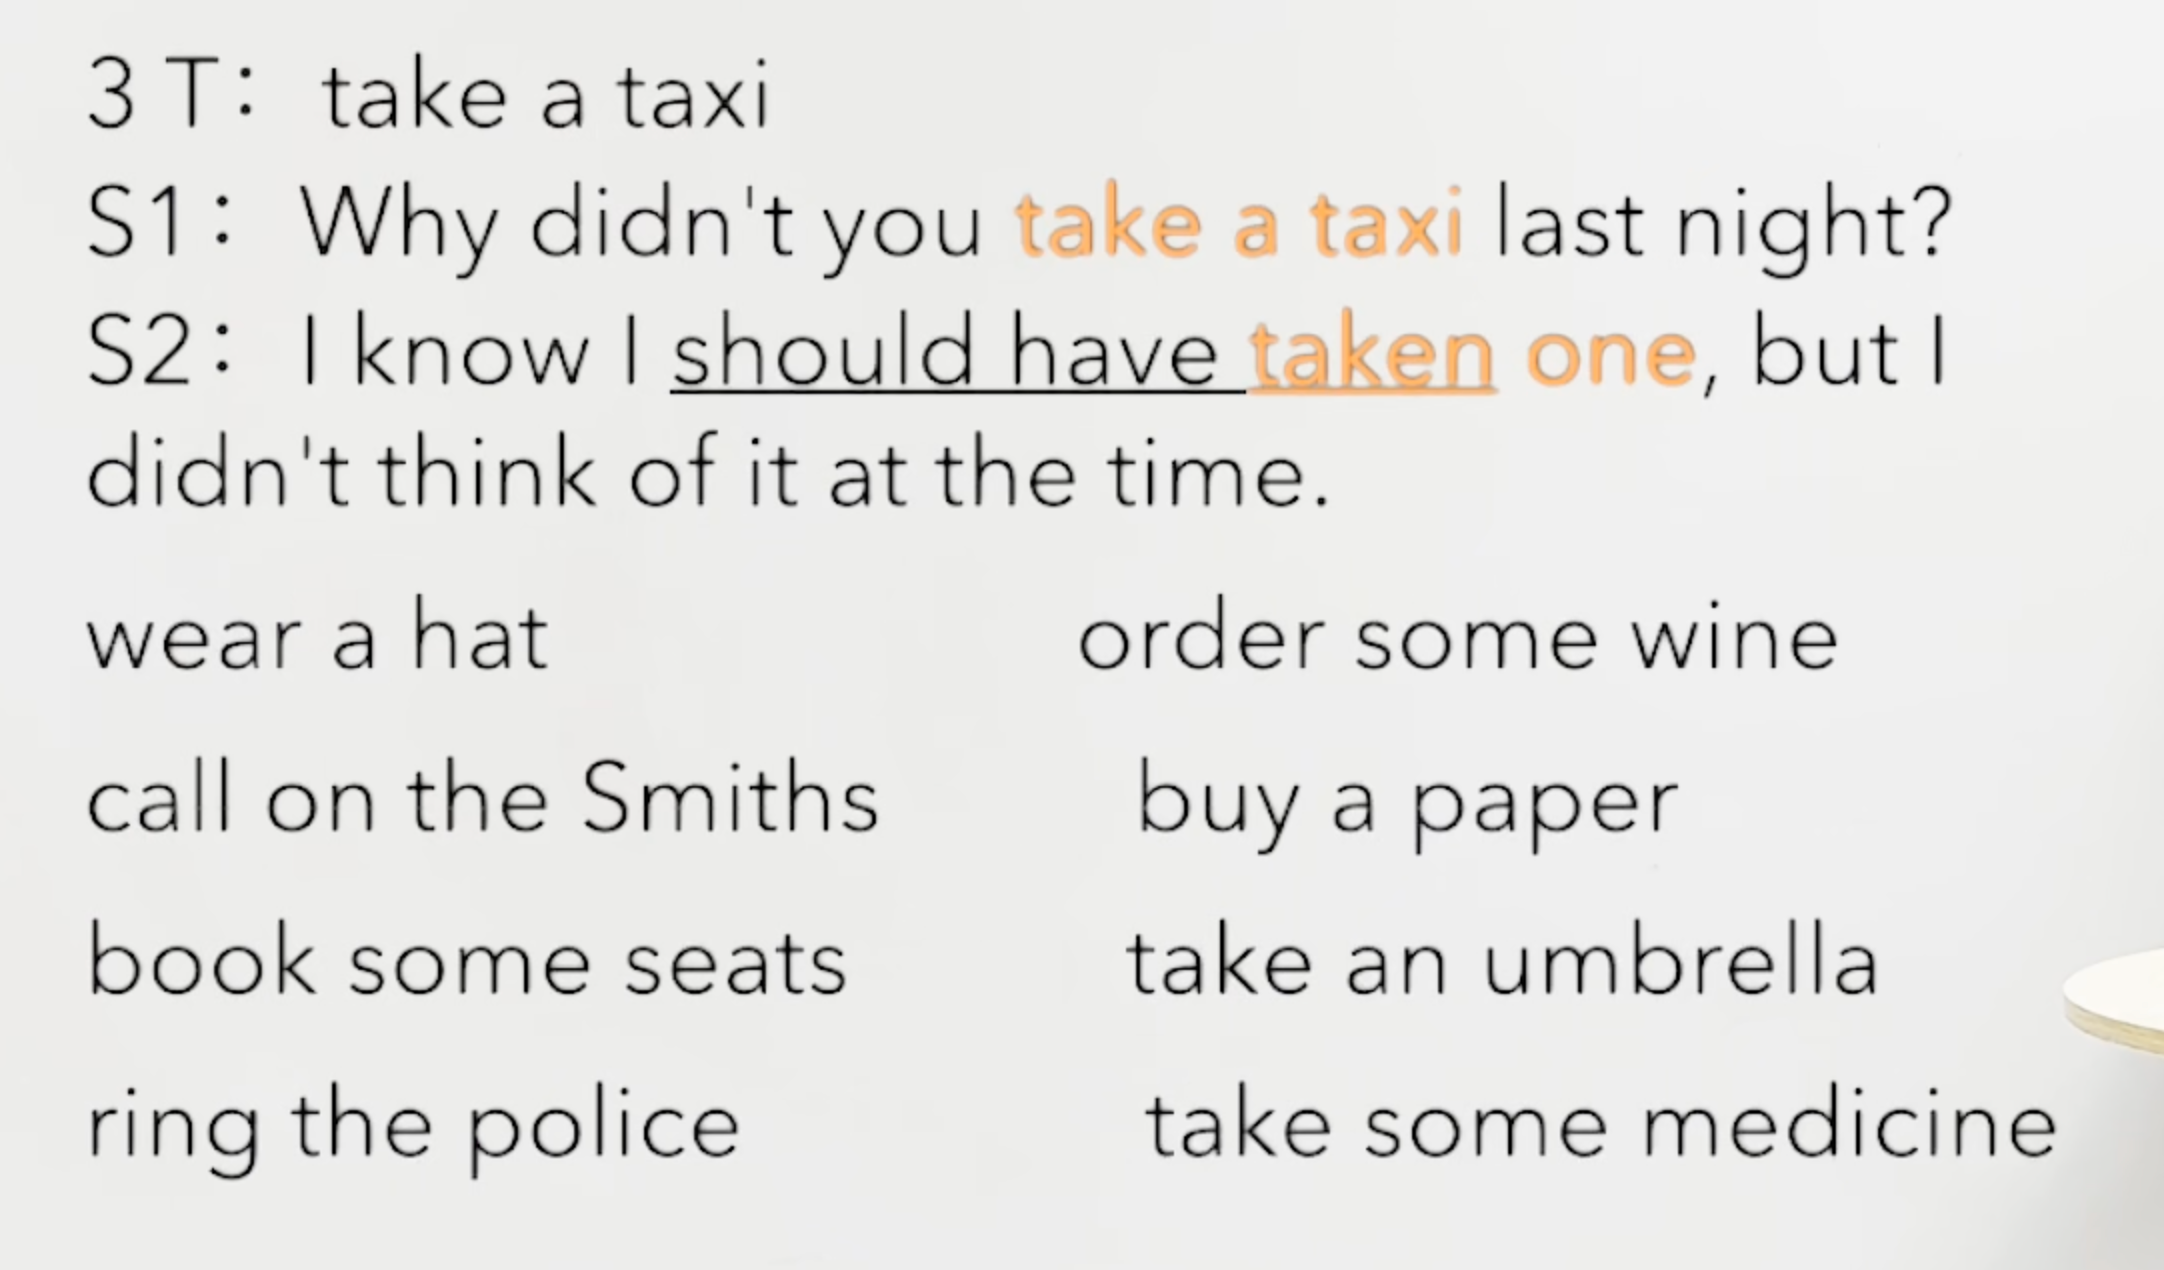 3 T： take a taxi
S1： Why didn't you take a taxi last night?
S2： I know I should have taken one, but I
didn't think of it at the time.
wear a hat order some wine
call on the Smiths buy a paper
book some seats take an umbrella
ring the police take some medicine